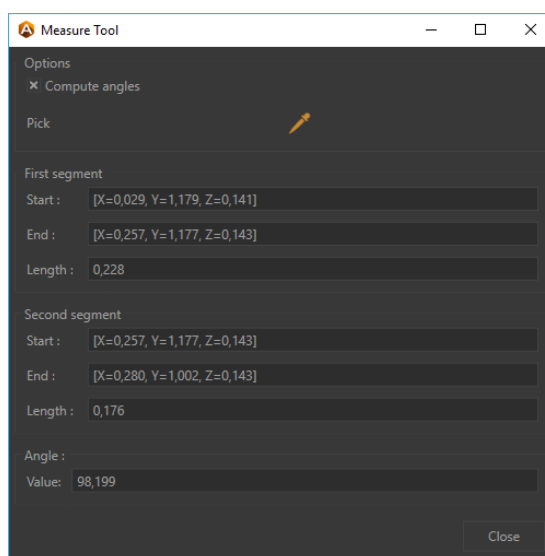 Measure Tool
Options
Compute angles
Pick
First segment
Start : [X=0,029, Y=1,179, Z=0,141]
End : [X=0,257, Y=1,177, Z=0,143]
Length : 0,228
Second segment
Start : [X=0,257, Y=1,177, Z=0,143]
End : [X=0,280, Y=1,002, Z=0,143]
Length : 0,176
Angle :
Value: 98,199
Close